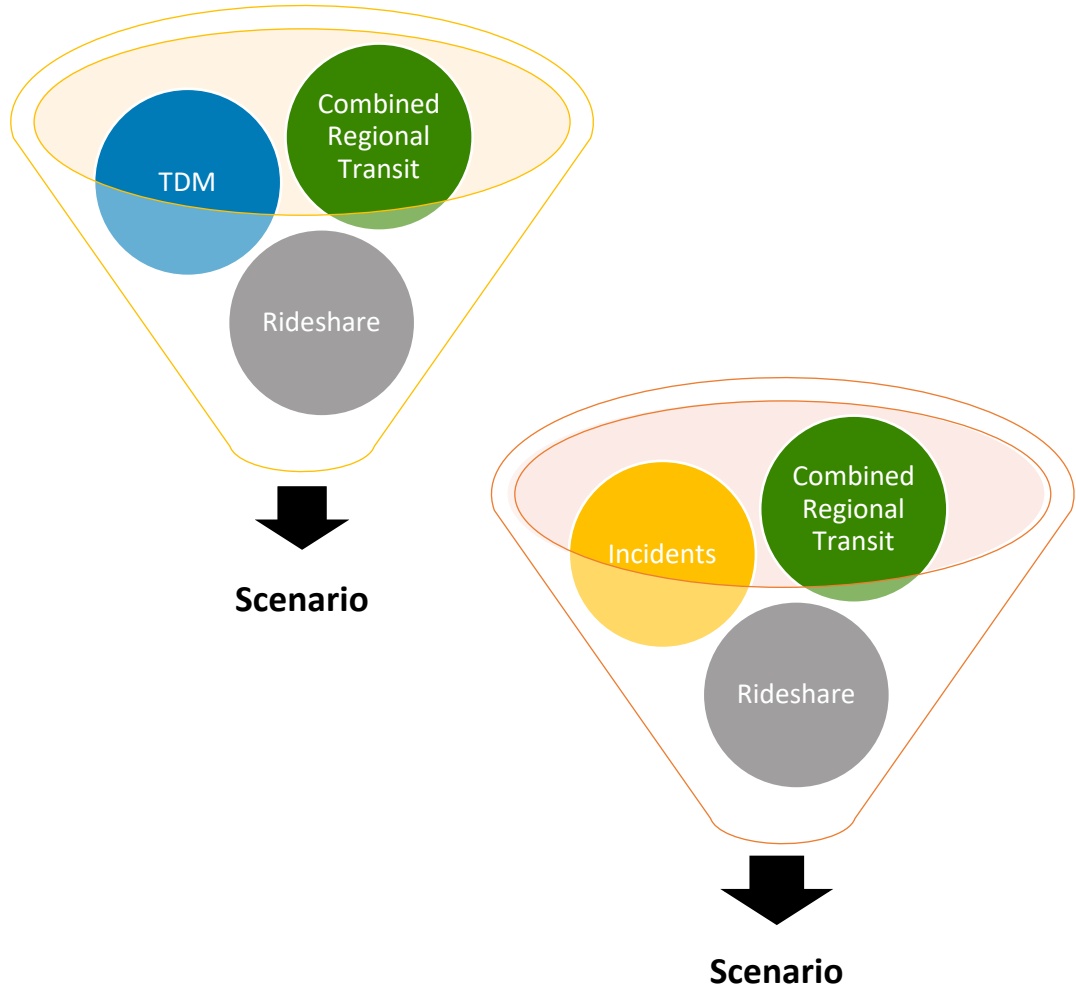 Combined
Regional
Transit
TDM
Rideshare
Scenario
Combined
Regional
Transit
Incidents
Rideshare
Scenario